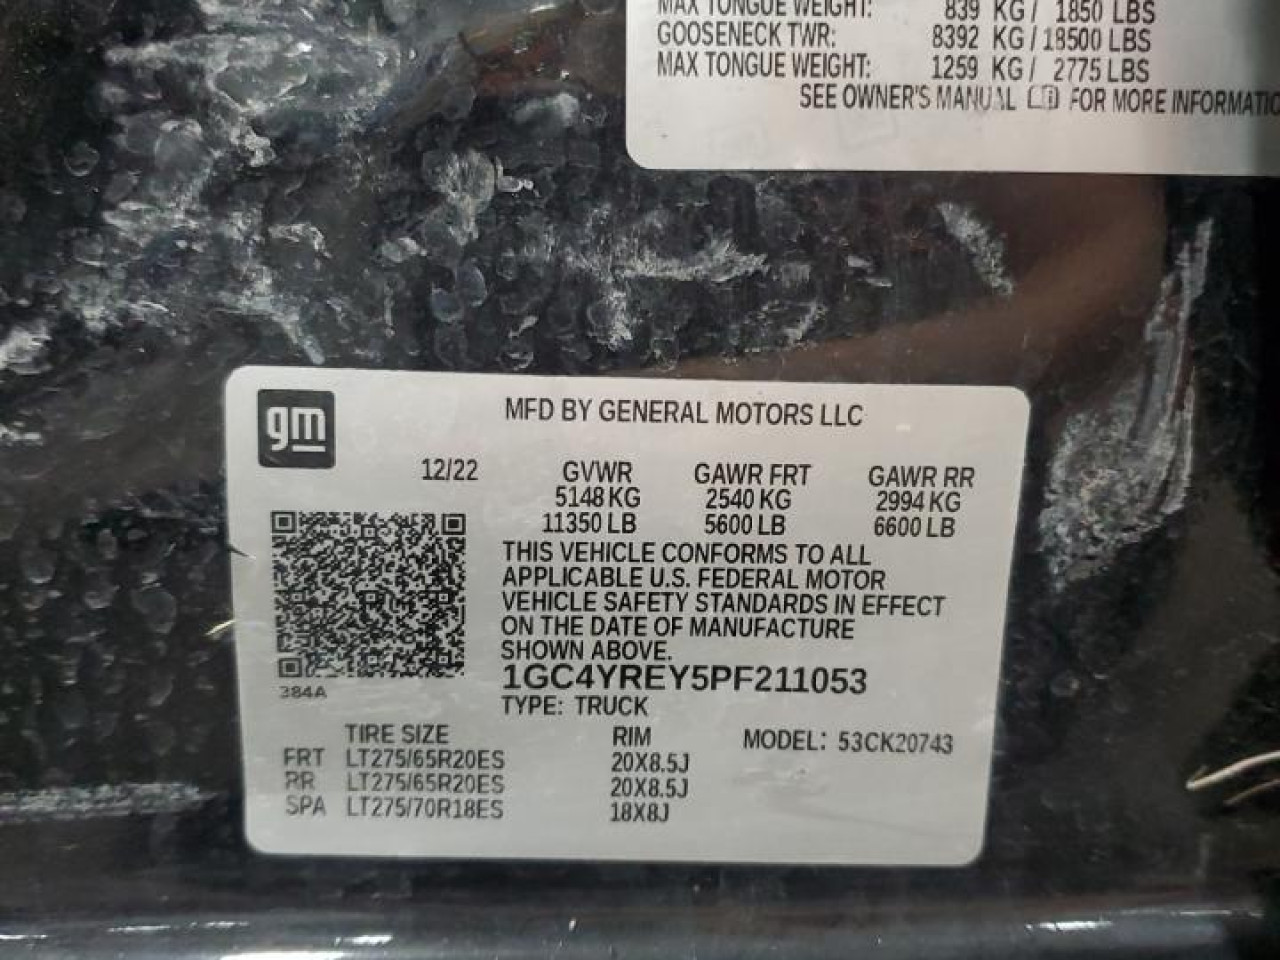 MAX TONGUE WEIGHT: 839 KG / 1850 LBS
GOOSENECK TWR: 8392 KG / 18500 LBS
MAX TONGUE WEIGHT: 1259 KG / 2775 LBS
SEE OWNER'S MANUAL FOR MORE INFORMATIO
gm
MFD BY GENERAL MOTORS LLC
12/22 GVWR GAWR FRT GAWR RR
5148 KG 2540 KG 2994 KG
11350 LB 5600 LB 6600 LB
THIS VEHICLE CONFORMS TO ALL
APPLICABLE U.S. FEDERAL MOTOR
VEHICLE SAFETY STANDARDS IN EFFECT
ON THE DATE OF MANUFACTURE
SHOWN ABOVE.
384A
1GC4YREY5PF211053
TYPE: TRUCK
TIRE SIZE RIM MODEL: 53CK20743
FRT LT275/65R20ES 20X8.5J
RR LT275/65R20ES 20X8.5J
SPA LT275/70R18ES 18X8J